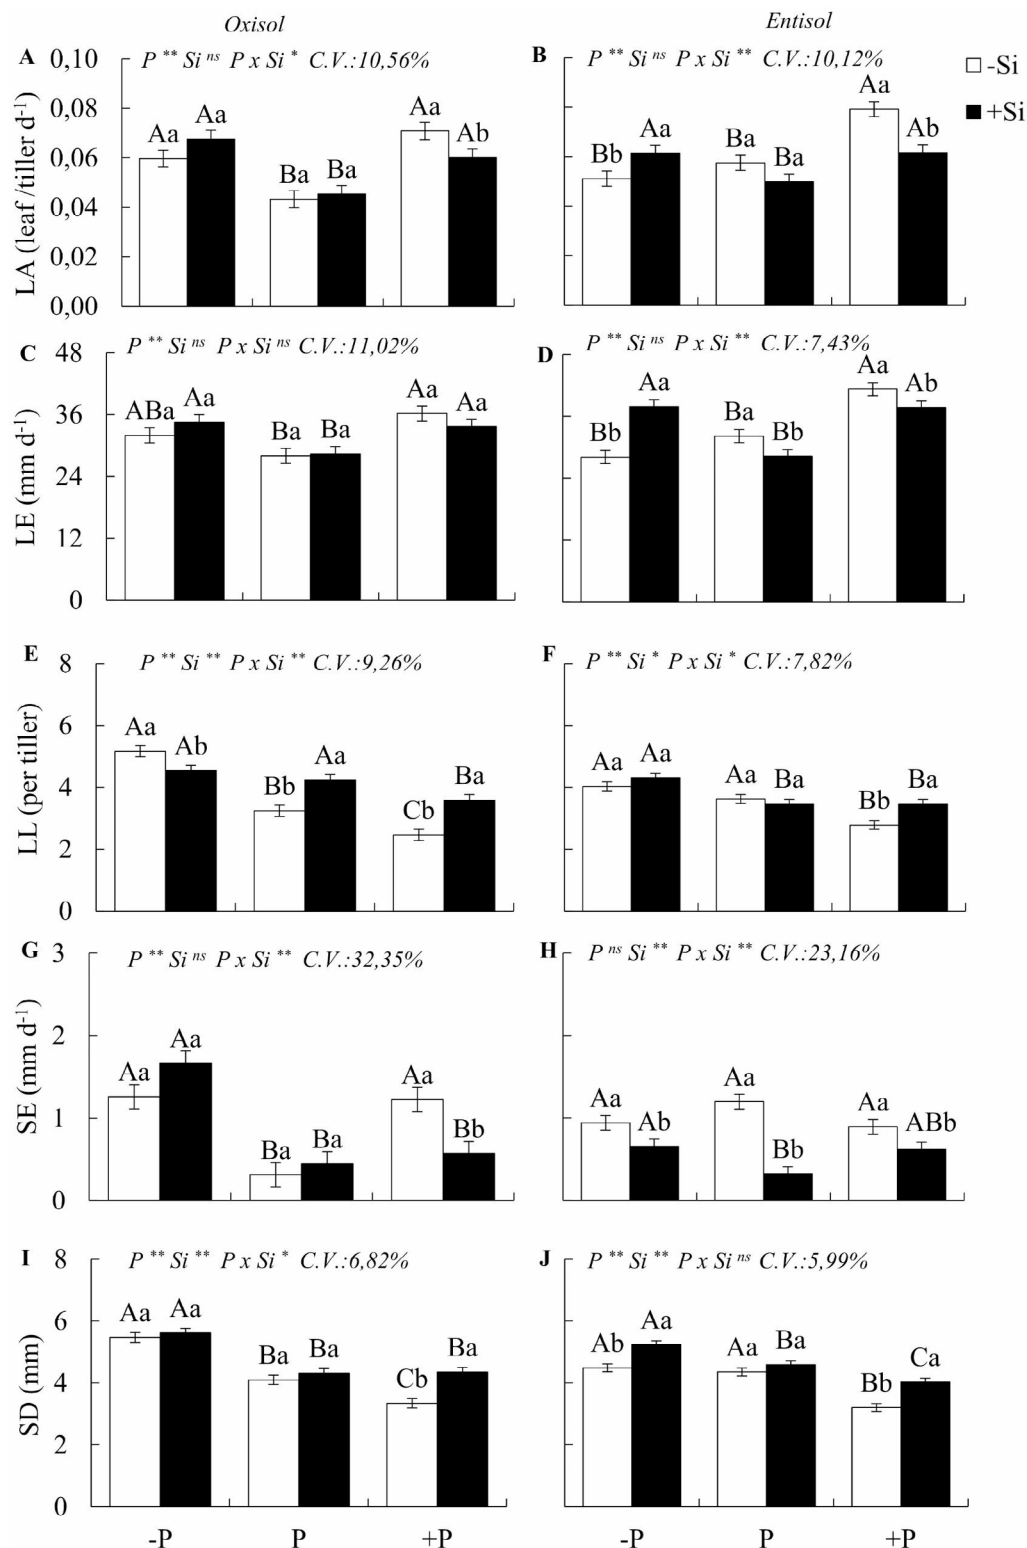 Oxisol
Entisol
A
P ** Si ns P x Si * C.V.:10,56%
B
P ** Si ns P x Si ** C.V.:10,12%
-Si
+Si
LA (leaf /tiller d-1)
0,10
0,08
0,06
0,04
0,02
0,00
Aa Aa Ba Ba Aa Ab
Bb Aa Ba Ba Aa Ab
C
P ** Si ns P x Si ns C.V.:11,02%
D
P ** Si ns P x Si ** C.V.:7,43%
LE (mm d-1)
48
36
24
12
0
ABa Aa Ba Ba Aa Aa
Bb Aa Ba Bb Aa Ab
E
P ** Si ** P x Si ** C.V.:9,26%
F
P ** Si * P x Si * C.V.:7,82%
LL (per tiller)
8
6
4
2
0
Aa Ab Bb Aa Cb Ba
Aa Aa Aa Ba Bb Ba
G
P ** Si ns P x Si ** C.V.:32,35%
H
P ns Si ** P x Si ** C.V.:23,16%
SE (mm d-1)
3
2
1
0
Aa Aa Ba Ba Aa Bb
Aa Ab Aa Bb Aa ABb
I
P ** Si ** P x Si * C.V.:6,82%
J
P ** Si ** P x Si ns C.V.:5,99%
SD (mm)
8
6
4
2
0
Aa Aa Ba Ba Cb Ba
Ab Aa Aa Ba Bb Ca
-P P +P
-P P +P